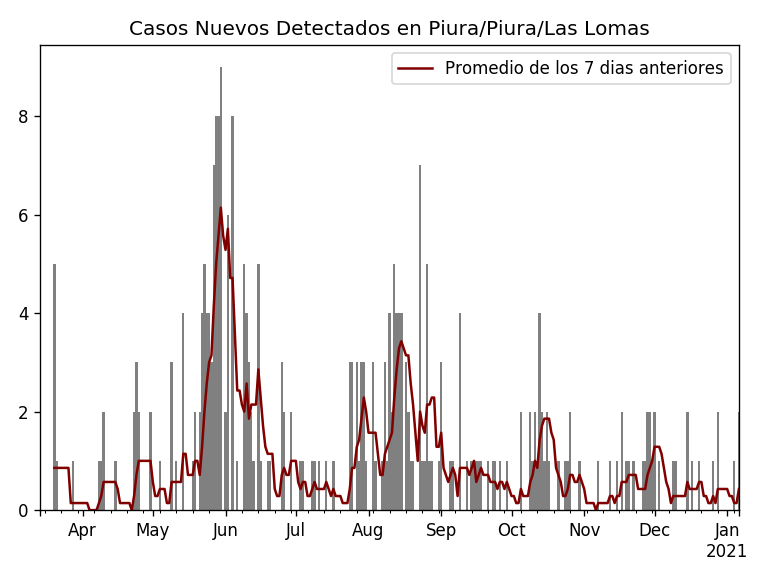 Casos Nuevos Detectados en Piura/Piura/Las Lomas
Promedio de los 7 dias anteriores
8
6
4
2
0
Apr May Jun Jul Aug Sep Oct Nov Dec Jan
2021